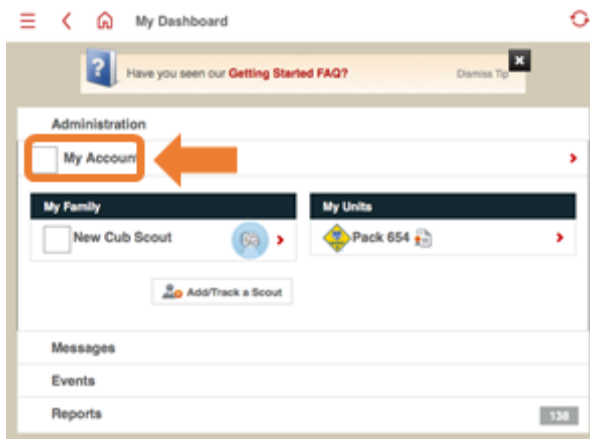 My Dashboard
Have you seen our Getting Started FAQ? Dismiss Tip
Administration
My Account
My Family
My Units
New Cub Scout
Pack 654
Add/Track a Scout
Messages
Events
Reports
138